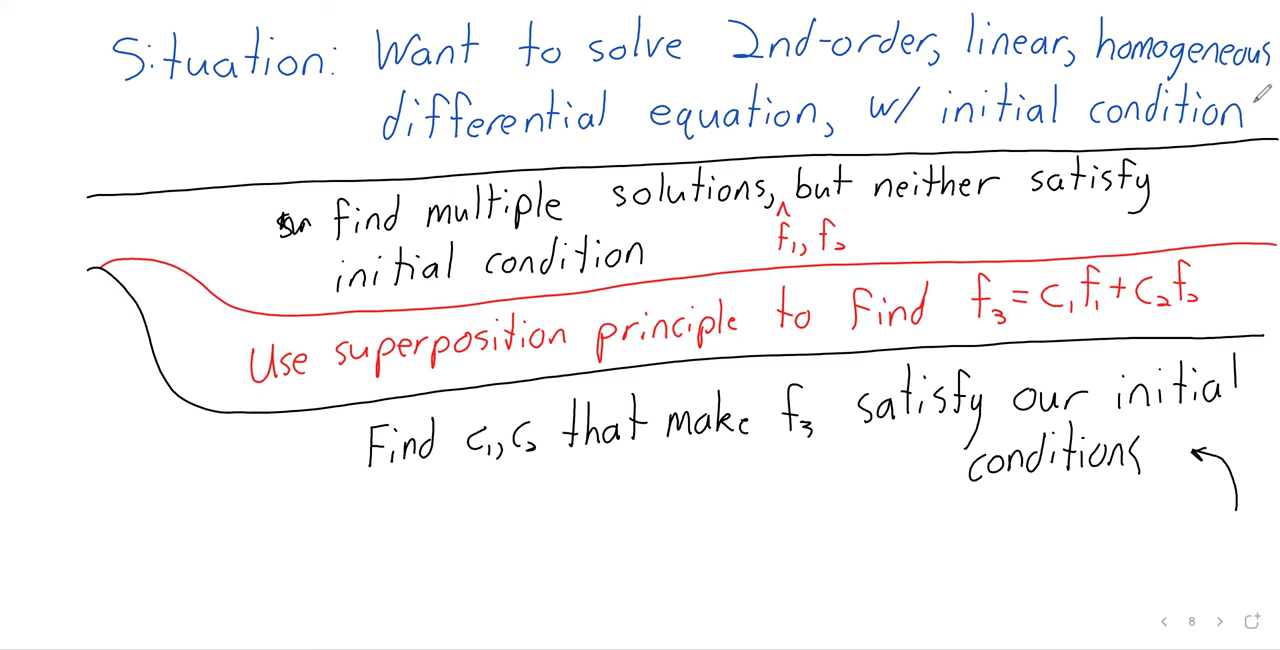 Situation: Want to solve 2nd-order, linear, homogeneous
differential equation, w/ initial condition
find multiple solutions, but neither satisfy
^
f₁, f₂
initial condition
Use superposition principle to find f₃ = c₁f₁ + c₂f₂
Find c₁, c₂ that make f₃ satisfy our initial
conditions
< 8 >